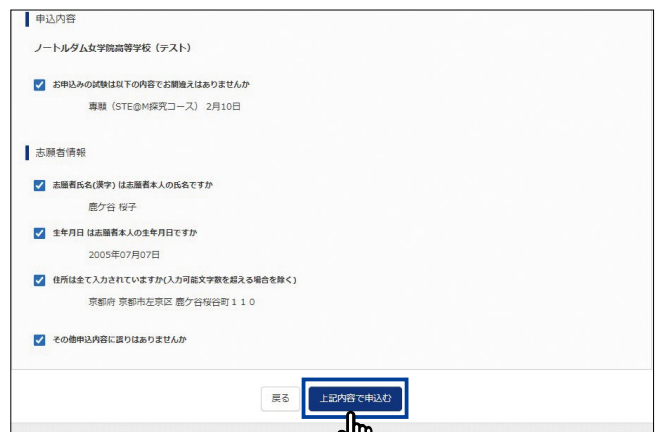 申込内容
ノートルダム女学院高等学校（テスト）
お申込みの試験は以下の内容でお間違えはありませんか
専願（STE@M探究コース） 2月10日
志願者情報
志願者氏名(漢字) は志願者本人の氏名ですか
鹿ケ谷 桜子
生年月日 は志願者本人の生年月日ですか
2005年07月07日
住所は全て入力されていますか(入力可能文字数を超える場合を除く)
京都府 京都市左京区 鹿ケ谷桜谷町１１０
その他申込内容に誤りはありませんか
戻る 上記内容で申込む